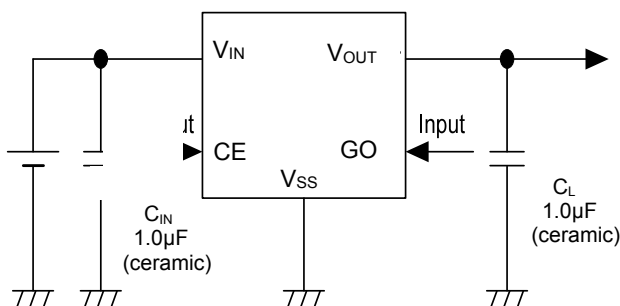 VIN VOUT
Input
CE GO
VSS
CIN
1.0µF
(ceramic)
CL
1.0µF
(ceramic)